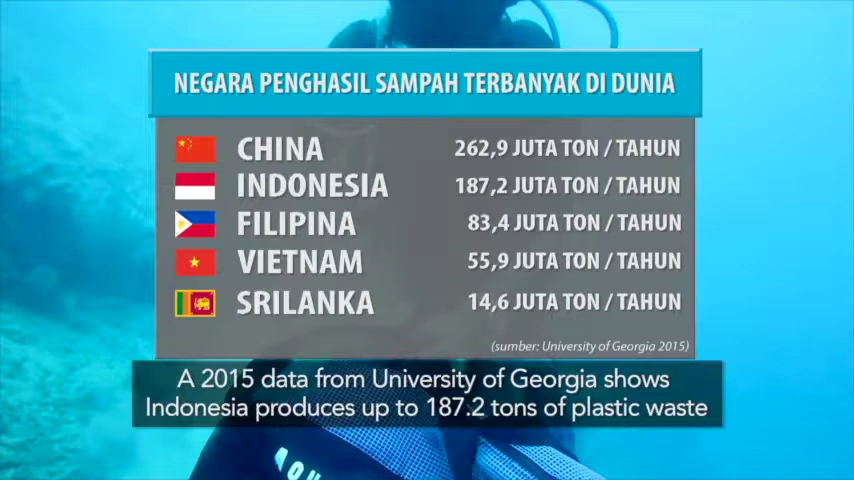 NEGARA PENGHASIL SAMPAH TERBANYAK DI DUNIA
CHINA 262,9 JUTA TON / TAHUN
INDONESIA 187,2 JUTA TON / TAHUN
FILIPINA 83,4 JUTA TON / TAHUN
VIETNAM 55,9 JUTA TON / TAHUN
SRILANKA 14,6 JUTA TON / TAHUN
(sumber: University of Georgia 2015)
A 2015 data from University of Georgia shows
Indonesia produces up to 187.2 tons of plastic waste